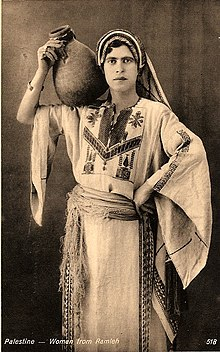 Palestine — Women from Ramleh 518